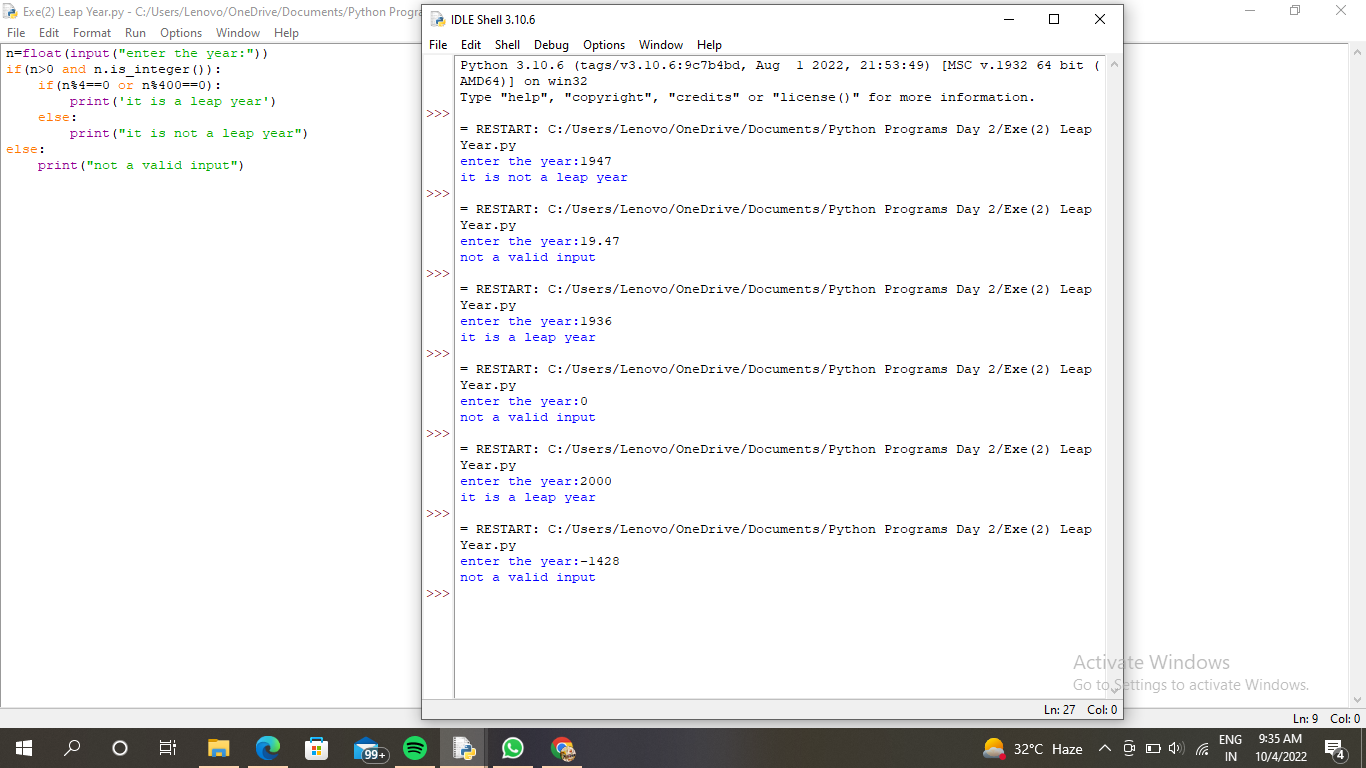 Exe(2) Leap Year.py - C:/Users/Lenovo/OneDrive/Documents/Python Progra
File Edit Format Run Options Window Help
n=float(input("enter the year:"))
if(n>0 and n.is_integer()):
    if(n%4==0 or n%400==0):
        print('it is a leap year')
    else:
        print("it is not a leap year")
else:
    print("not a valid input")
IDLE Shell 3.10.6
File Edit Shell Debug Options Window Help
Python 3.10.6 (tags/v3.10.6:9c7b4bd, Aug  1 2022, 21:53:49) [MSC v.1932 64 bit (
AMD64)] on win32
Type "help", "copyright", "credits" or "license()" for more information.
>>>
= RESTART: C:/Users/Lenovo/OneDrive/Documents/Python Programs Day 2/Exe(2) Leap
Year.py
enter the year:1947
it is not a leap year
>>>
= RESTART: C:/Users/Lenovo/OneDrive/Documents/Python Programs Day 2/Exe(2) Leap
Year.py
enter the year:19.47
not a valid input
>>>
= RESTART: C:/Users/Lenovo/OneDrive/Documents/Python Programs Day 2/Exe(2) Leap
Year.py
enter the year:1936
it is a leap year
>>>
= RESTART: C:/Users/Lenovo/OneDrive/Documents/Python Programs Day 2/Exe(2) Leap
Year.py
enter the year:0
not a valid input
>>>
= RESTART: C:/Users/Lenovo/OneDrive/Documents/Python Programs Day 2/Exe(2) Leap
Year.py
enter the year:2000
it is a leap year
>>>
= RESTART: C:/Users/Lenovo/OneDrive/Documents/Python Programs Day 2/Exe(2) Leap
Year.py
enter the year:-1428
not a valid input
>>>
Activate Windows
Go to Settings to activate Windows.
Ln: 27 Col: 0
Ln: 9 Col: 0
99+
32°C Haze
ENG
IN
9:35 AM
10/4/2022
4